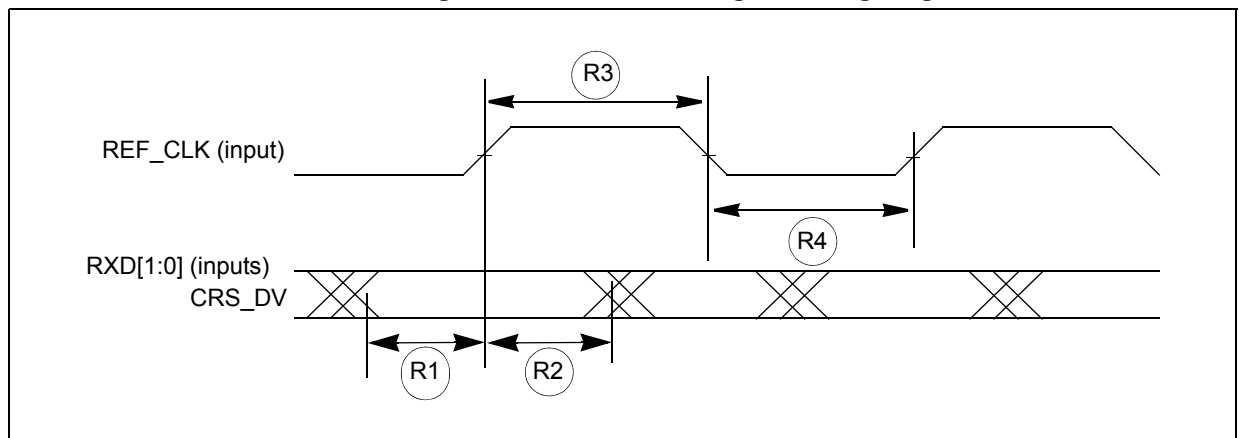 R3
REF_CLK (input)
R4
RXD[1:0] (inputs)
CRS_DV
R1
R2